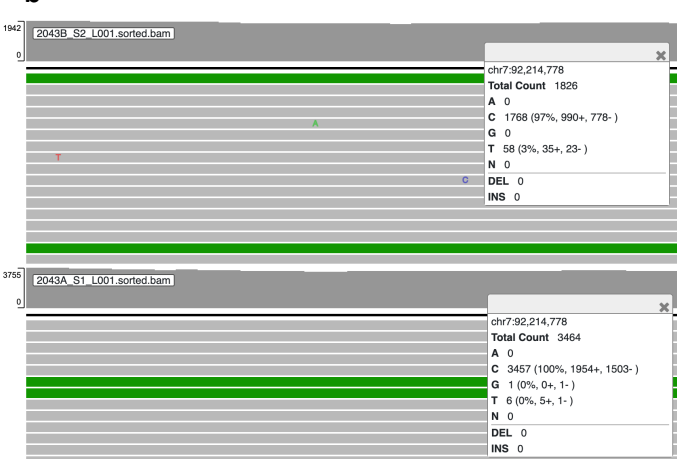 1942
2043B_S2_L001.sorted.bam
0
chr7:92,214,778
Total Count 1826
A 0
C 1768 (97%, 990+, 778- )
G 0
T 58 (3%, 35+, 23- )
N 0
DEL 0
INS 0
A
T
C
3755
2043A_S1_L001.sorted.bam
0
chr7:92,214,778
Total Count 3464
A 0
C 3457 (100%, 1954+, 1503- )
G 1 (0%, 0+, 1- )
T 6 (0%, 5+, 1- )
N 0
DEL 0
INS 0